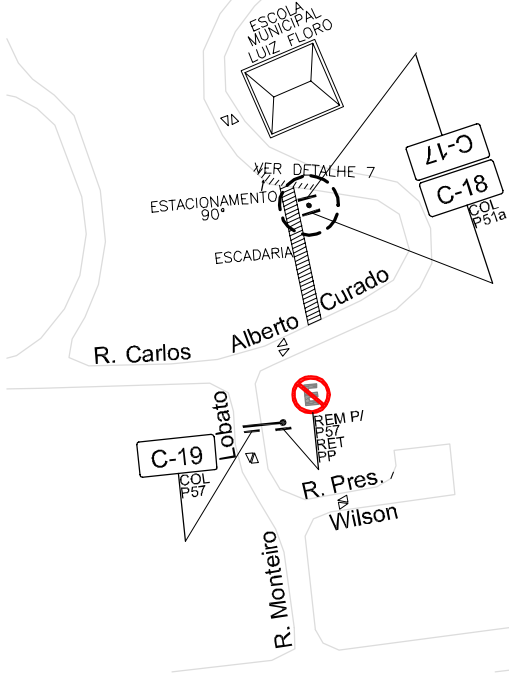 ESCOLA
MUNICIPAL
LUIZ FLORO
C-17
C-18
COL
P51a
VER DETALHE 7
ESTACIONAMENTO
90°
ESCADARIA
R. Carlos Alberto Curado
E
REM P/
P57
RET
PP
C-19
COL
P57
R. Pres.
Wilson
R. Monteiro Lobato